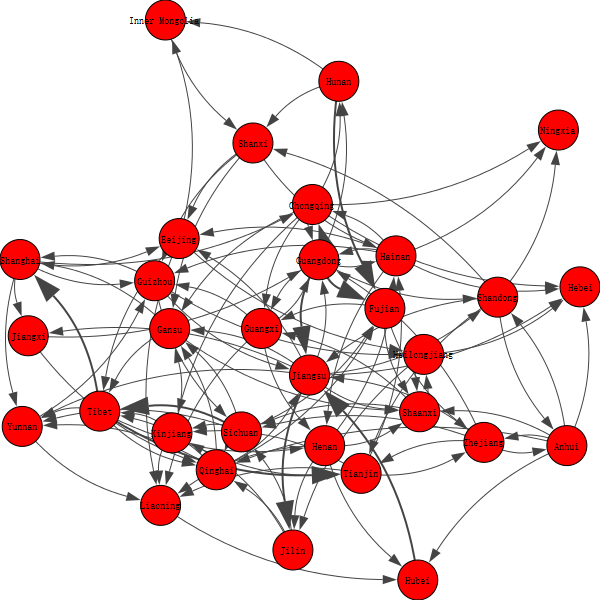 Inner Mongolia
Hunan
Ningxia
Shanxi
Chongqing
Beijing
Shanghai
Guangdong
Hainan
Guizhou
Hebei
Shandong
Fujian
Jiangxi
Gansu
Guangxi
Heilongjiang
Jiangsu
Tibet
Shaanxi
Yunnan
Xinjiang
Sichuan
Henan
Zhejiang
Anhui
Qinghai
Tianjin
Liaoning
Jilin
Hubei